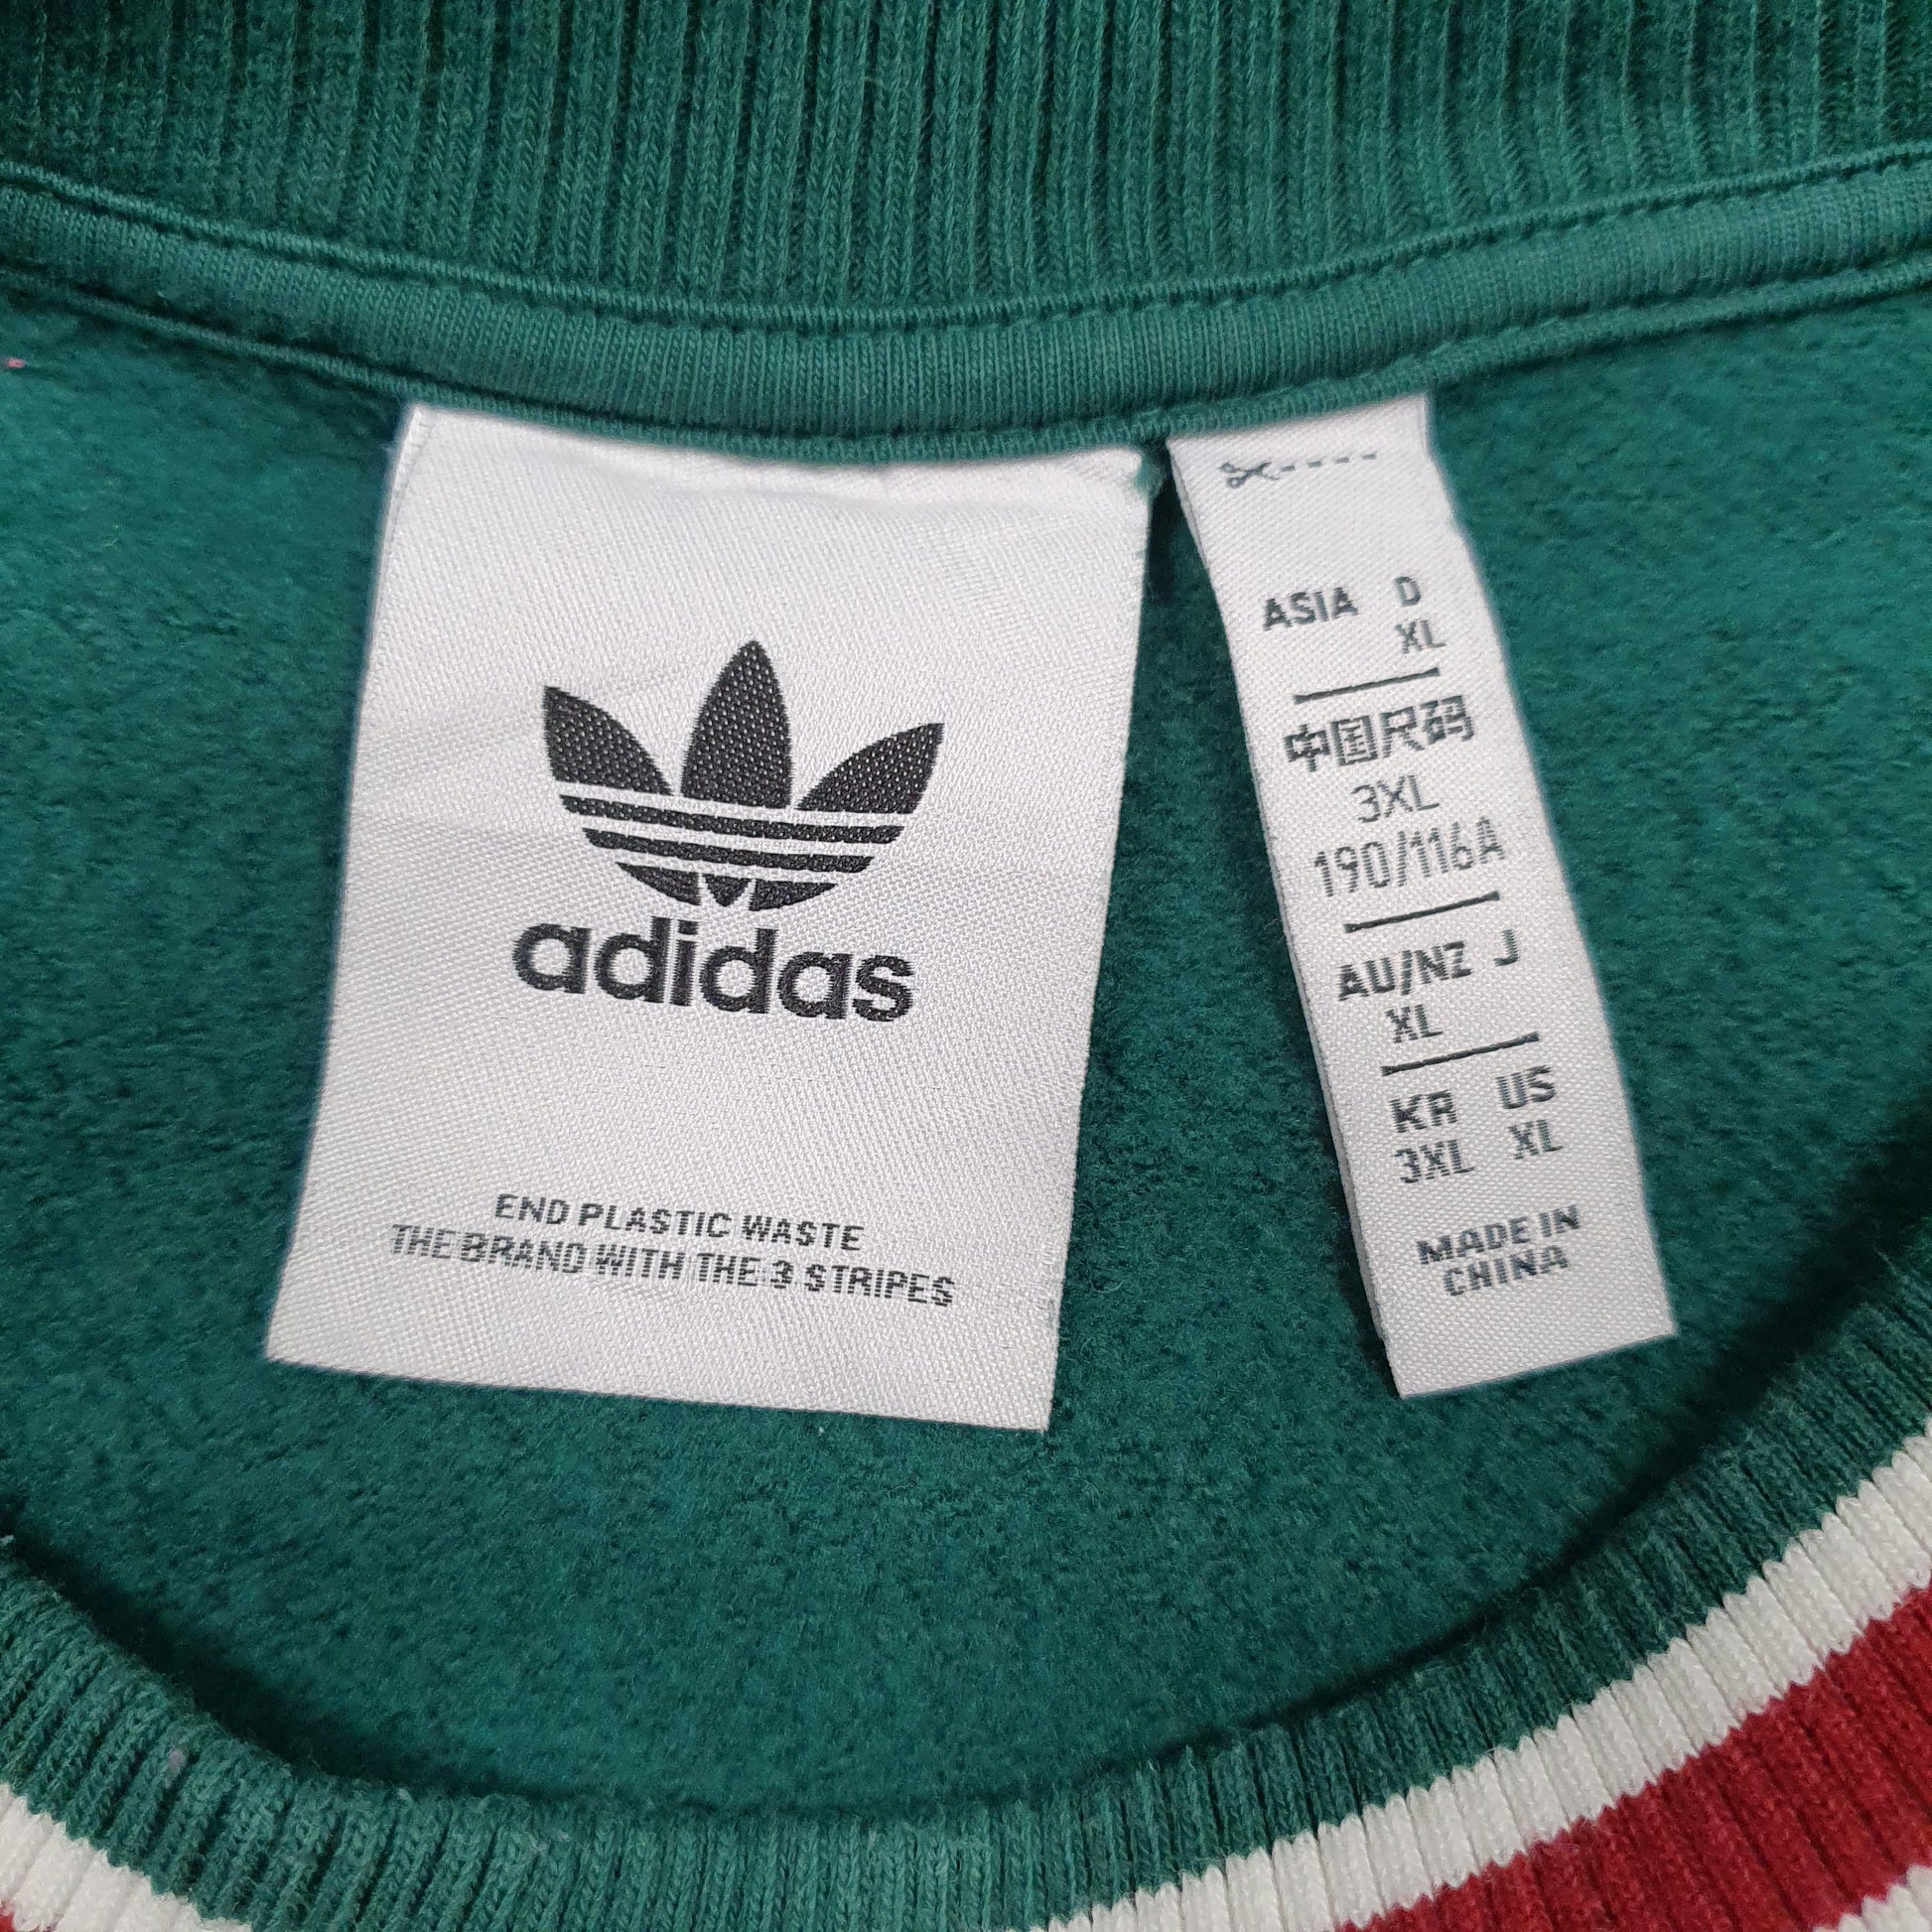 adidas
END PLASTIC WASTE
THE BRAND WITH THE 3 STRIPES
ASIA D
XL
中国尺码
3XL
190/116A
AU/NZ J
XL
KR US
3XL XL
MADE IN
CHINA